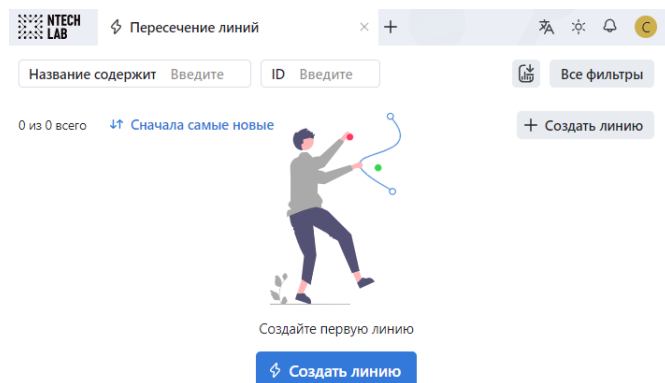 NTECH LAB
Пересечение линий
C
Название содержит Введите
ID Введите
Все фильтры
0 из 0 всего
Сначала самые новые
Создать линию
Создайте первую линию
Создать линию